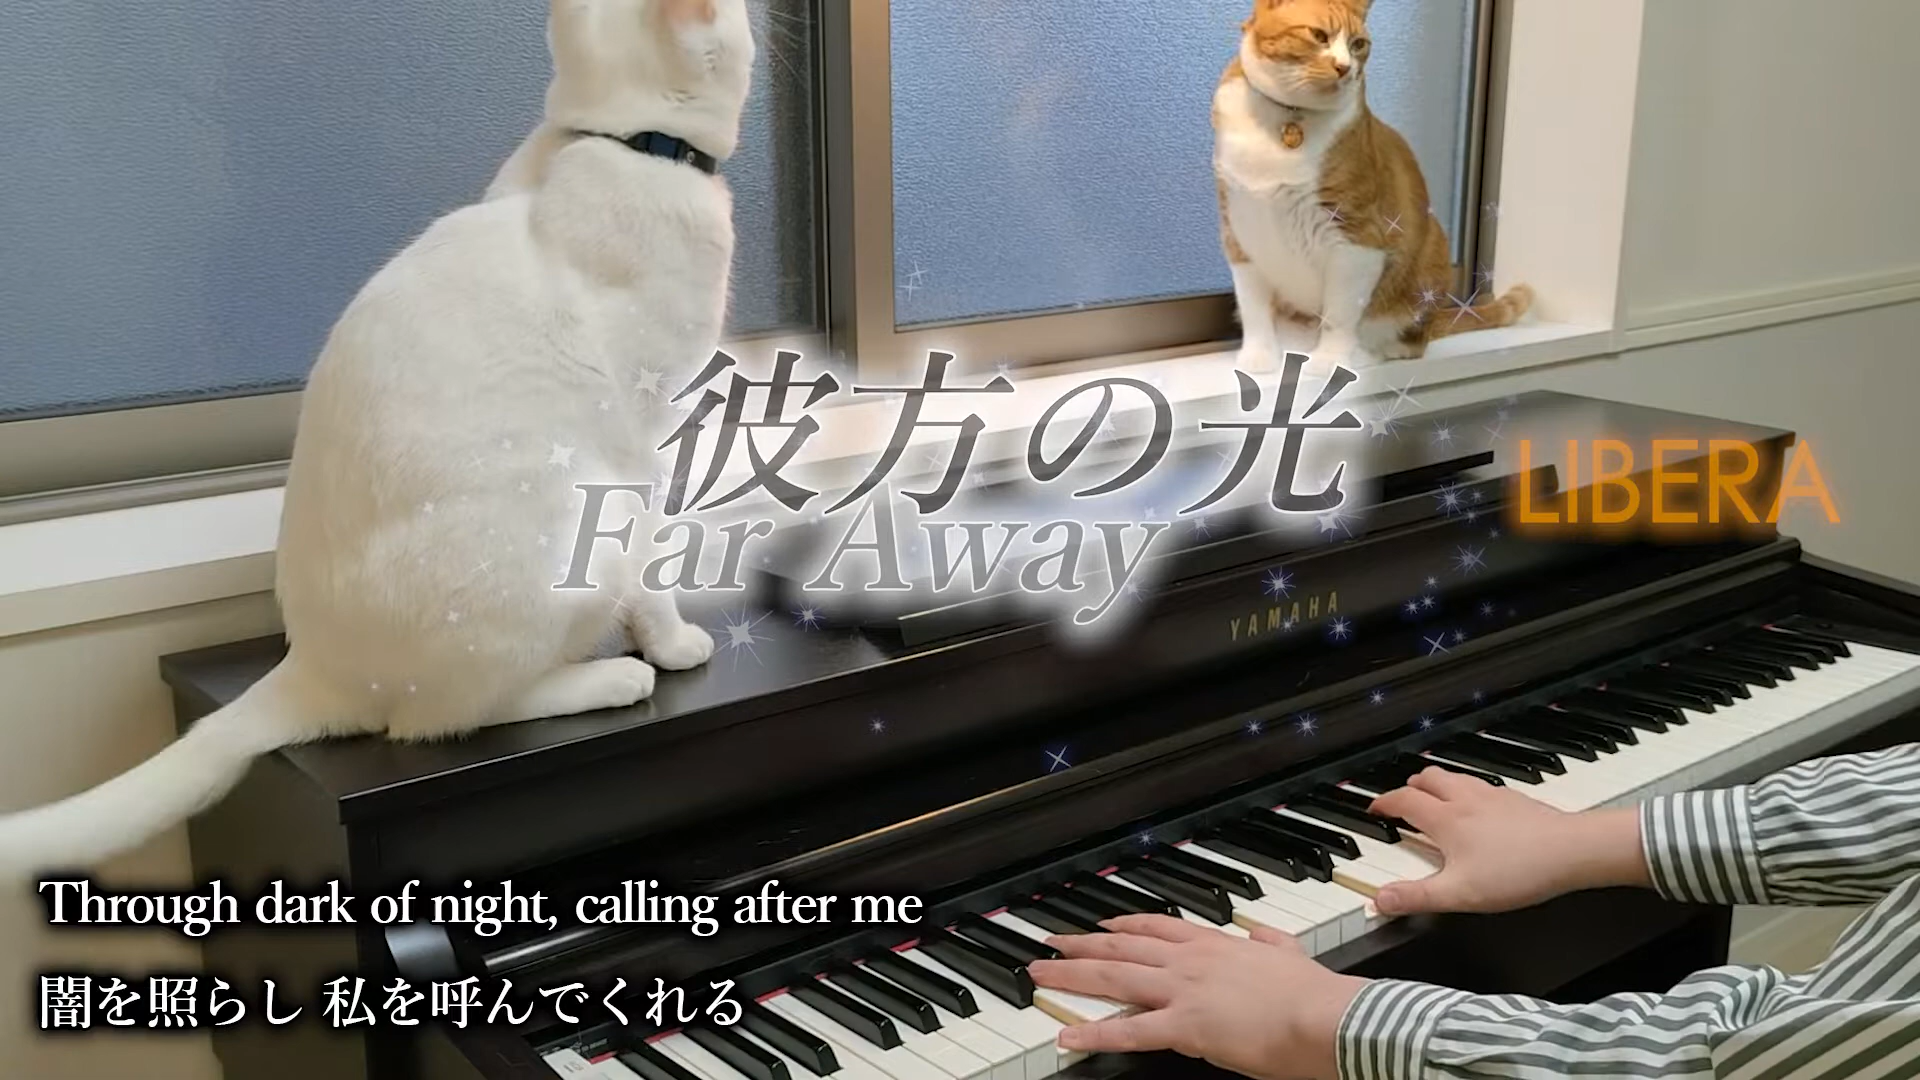 彼方の光
Far Away
LIBERA
YAMAHA
Through dark of night, calling after me
闇を照らし 私を呼んでくれる